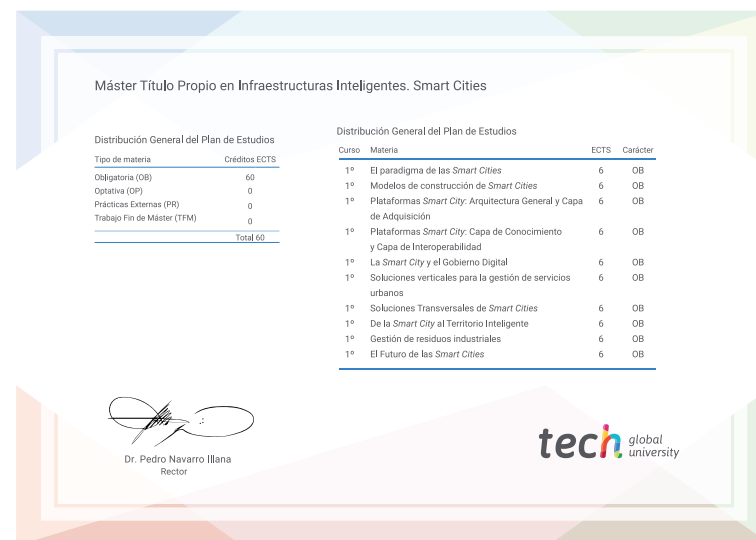 Máster Título Propio en Infraestructuras Inteligentes. Smart Cities
Distribución General del Plan de Estudios
Tipo de materia Créditos ECTS
Obligatoria (OB) 60
Optativa (OP) 0
Prácticas Externas (PR) 0
Trabajo Fin de Máster (TFM) 0
Total 60
Distribución General del Plan de Estudios
Curso Materia ECTS Carácter
1º El paradigma de las Smart Cities 6 OB
1º Modelos de construcción de Smart Cities 6 OB
1º Plataformas Smart City: Arquitectura General y Capa 6 OB
de Adquisición
1º Plataformas Smart City: Capa de Conocimiento 6 OB
y Capa de Interoperabilidad
1º La Smart City y el Gobierno Digital 6 OB
1º Soluciones verticales para la gestión de servicios 6 OB
urbanos
1º Soluciones Transversales de Smart Cities 6 OB
1º De la Smart City al Territorio Inteligente 6 OB
1º Gestión de residuos industriales 6 OB
1º El Futuro de las Smart Cities 6 OB
Dr. Pedro Navarro Illana
Rector
tech global
university